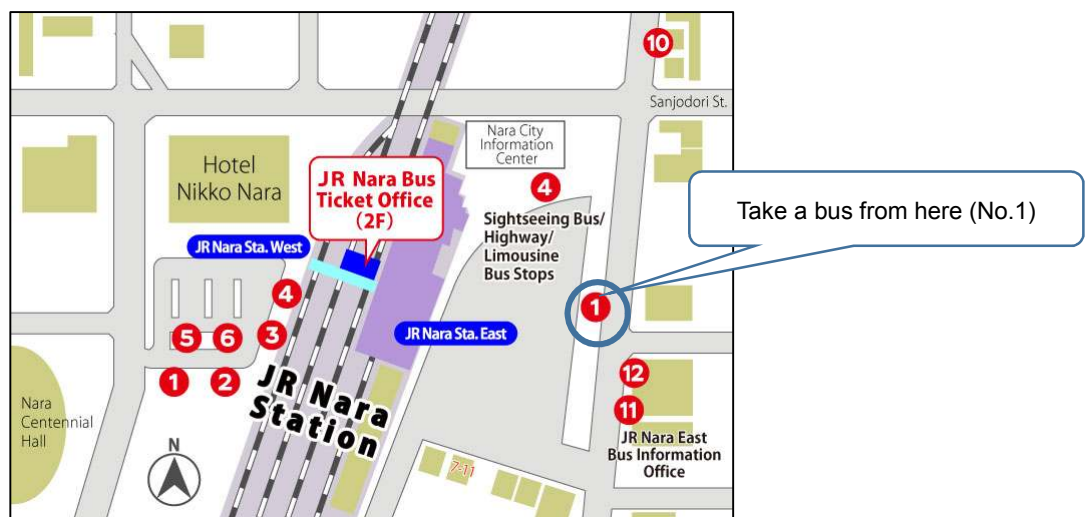 10
Sanjodori St.
Nara City
Information
Center
Hotel
Nikko Nara
JR Nara Bus
Ticket Office
(2F)
4
Sightseeing Bus/
Highway/
Limousine
Bus Stops
Take a bus from here (No.1)
JR Nara Sta. West
4
1
5
6
3
JR Nara Sta. East
1
2
12
11
JR Nara
Station
Nara
Centennial
Hall
N
JR Nara East
Bus Information
Office
7-11